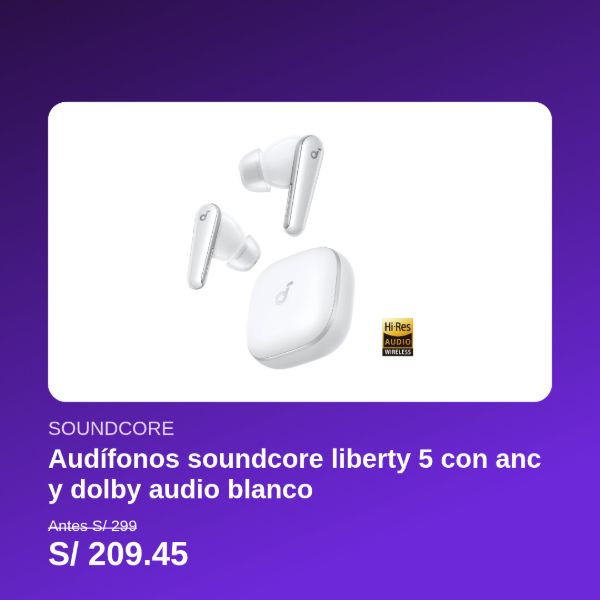 Hi-Res
AUDIO
WIRELESS
SOUNDCORE
Audífonos soundcore liberty 5 con anc
y dolby audio blanco
Antes S/ 299
S/ 209.45